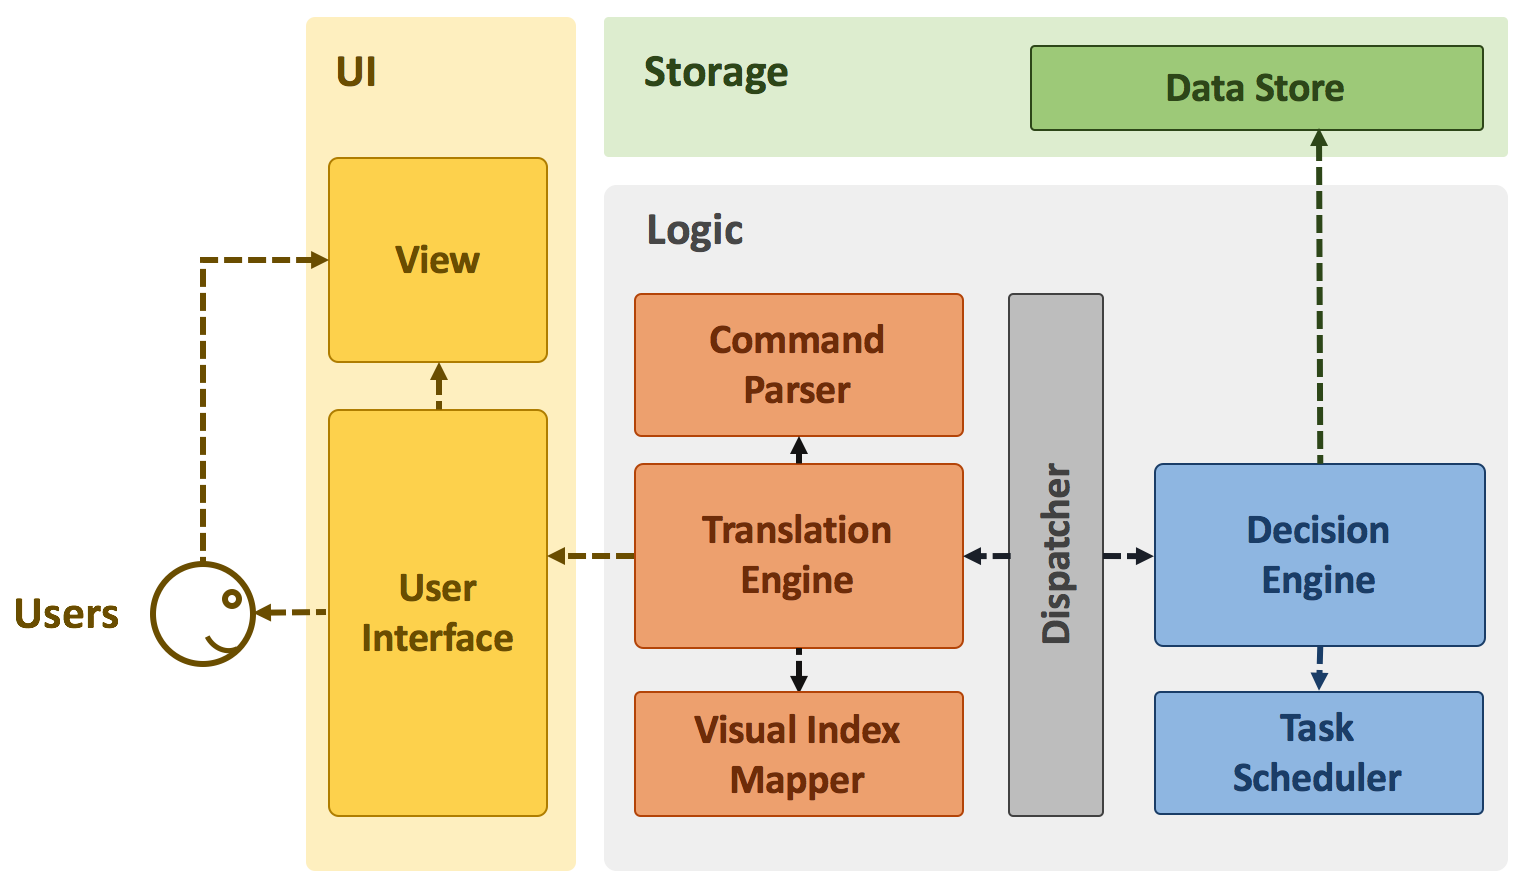 UI
Storage
Data Store
View
Logic
Command
Parser
Translation
Engine
Dispatcher
Decision
Engine
Users
User
Interface
Visual Index
Mapper
Task
Scheduler